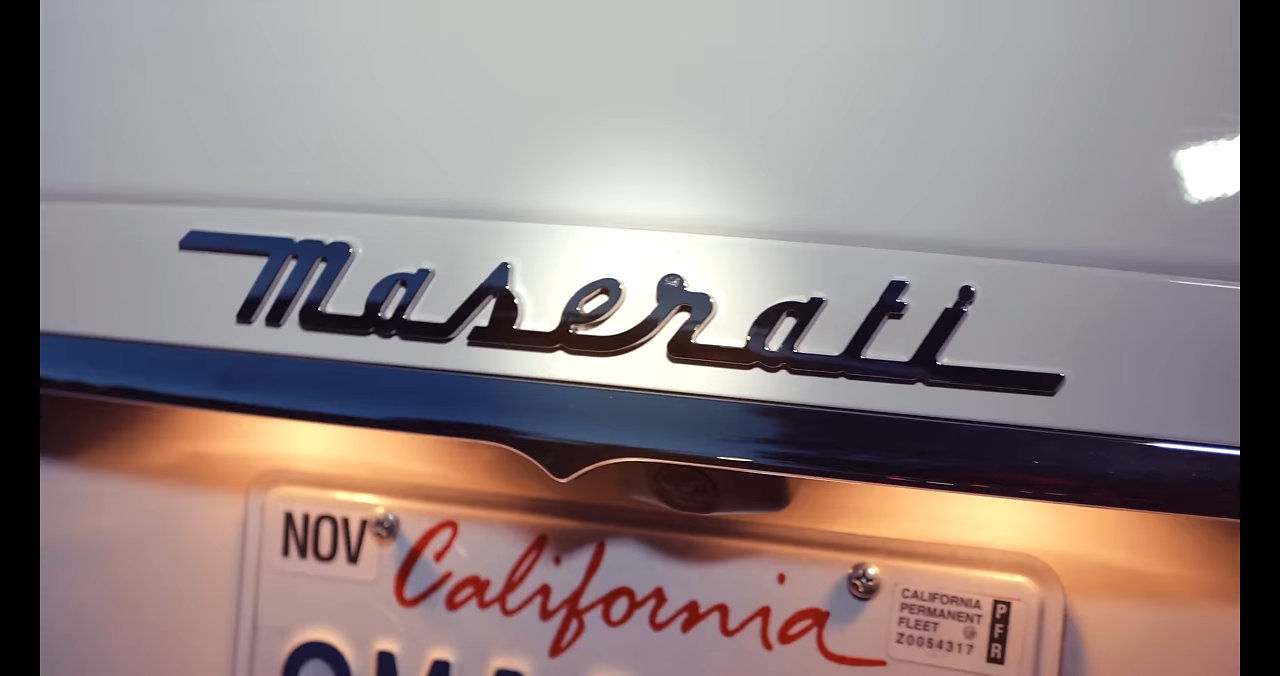 Maserati
NOV
California
CALIFORNIA
PERMANENT
FLEET
Z0054317
PFR